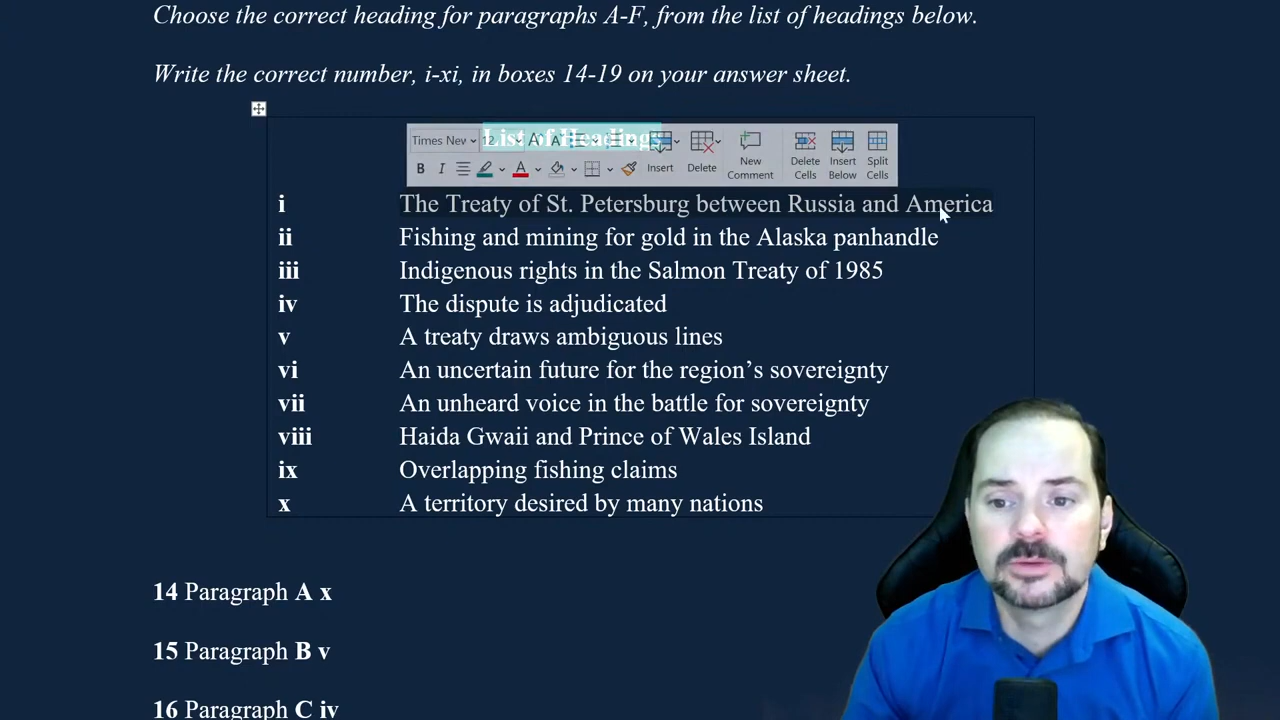 Choose the correct heading for paragraphs A-F, from the list of headings below.
Write the correct number, i-xi, in boxes 14-19 on your answer sheet.
List of Headings
Times New 12
Insert Delete New Comment Delete Cells Insert Below Split Cells
B I A
i The Treaty of St. Petersburg between Russia and America
ii Fishing and mining for gold in the Alaska panhandle
iii Indigenous rights in the Salmon Treaty of 1985
iv The dispute is adjudicated
v A treaty draws ambiguous lines
vi An uncertain future for the region’s sovereignty
vii An unheard voice in the battle for sovereignty
viii Haida Gwaii and Prince of Wales Island
ix Overlapping fishing claims
x A territory desired by many nations
14 Paragraph A x
15 Paragraph B v
16 Paragraph C iv